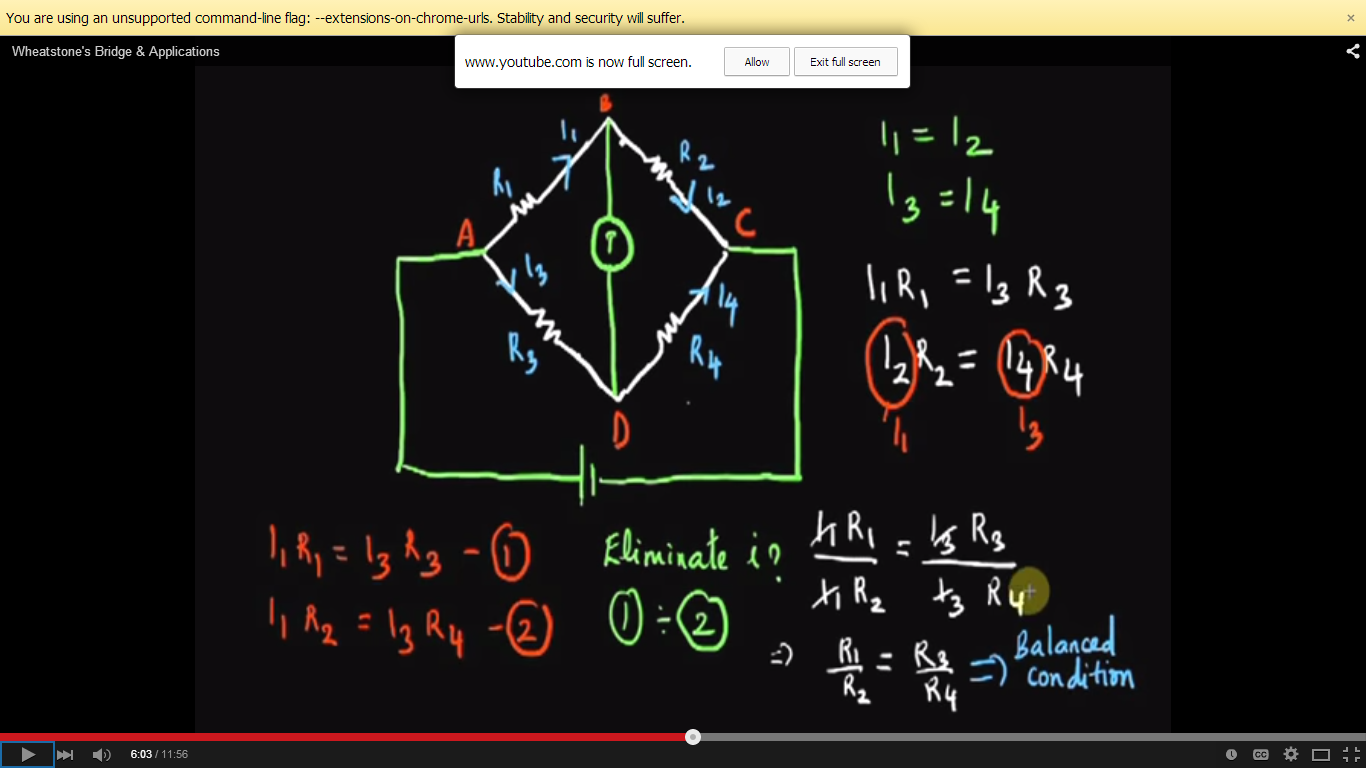 You are using an unsupported command-line flag: --extensions-on-chrome-urls. Stability and security will suffer.
×
Wheatstone's Bridge & Applications
www.youtube.com is now full screen.
Allow
Exit full screen
B
I1
R1
R2
I2
A
C
I3
I4
R3
R4
D
I1 = I2
I3 = I4
I1 R1 = I3 R3
I2 R2 = I4 R4
I1
I3
I1 R1 = I3 R3 - 1
I1 R2 = I3 R4 - 2
Eliminate i?
1 ÷ 2
I1 R1 / I1 R2 = I3 R3 / I3 R4
=> R1 / R2 = R3 / R4 => Balanced condition
6:03 / 11:56
CC